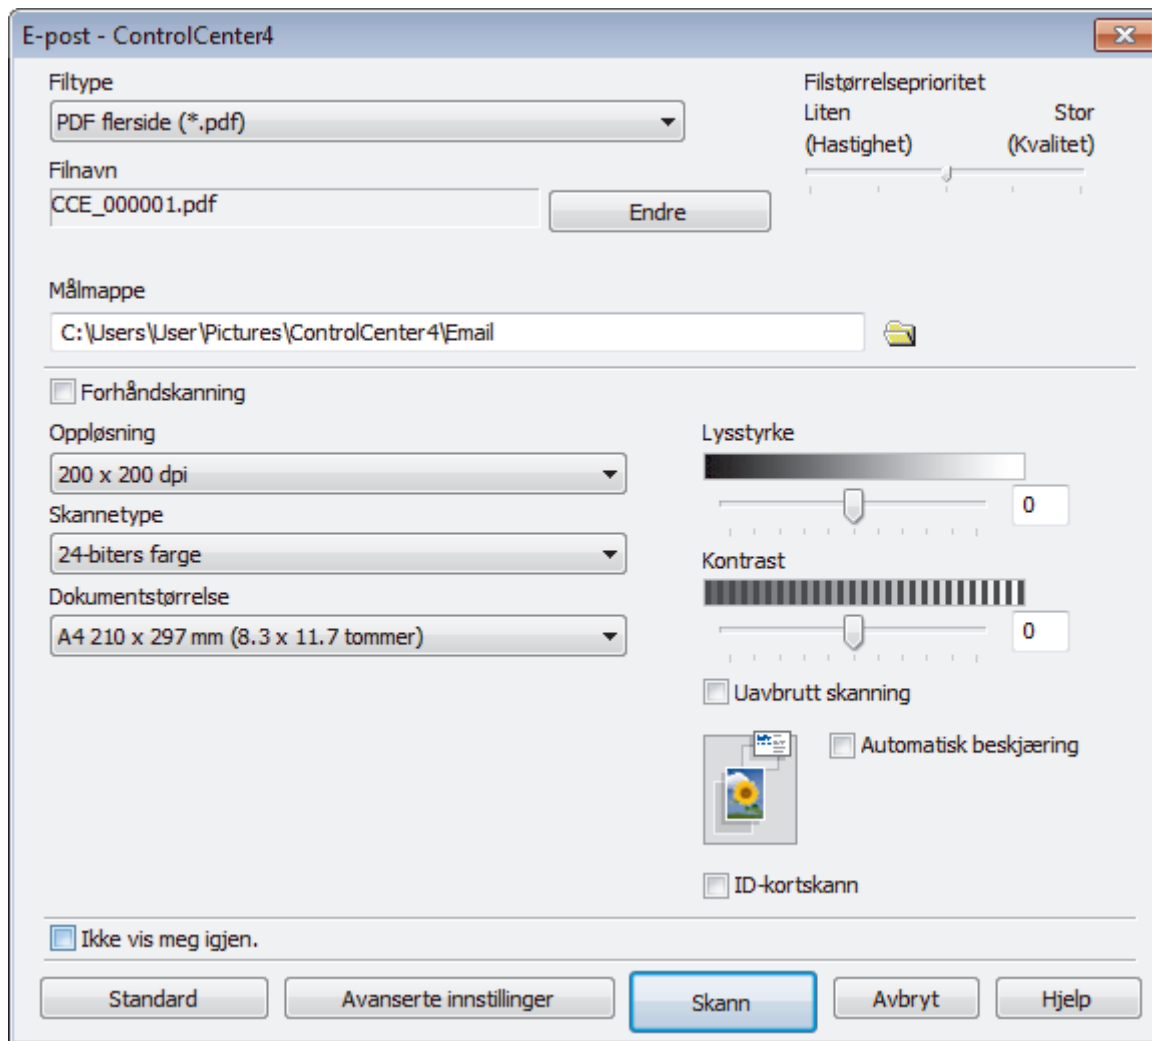 E-post - ControlCenter4
Filtype
PDF flerside (*.pdf)
Filstørrelseprioritet
Liten Stor
(Hastighet) (Kvalitet)
Filnavn
CCE_000001.pdf
Endre
Målmappe
C:\Users\User\Pictures\ControlCenter4\Email
Forhåndskanning
Oppløsning
200 x 200 dpi
Skannetype
24-biters farge
Dokumentstørrelse
A4 210 x 297 mm (8.3 x 11.7 tommer)
Lysstyrke
0
Kontrast
0
Uavbrutt skanning
Automatisk beskjæring
ID-kortskann
Ikke vis meg igjen.
Standard Avanserte innstillinger Skann Avbryt Hjelp